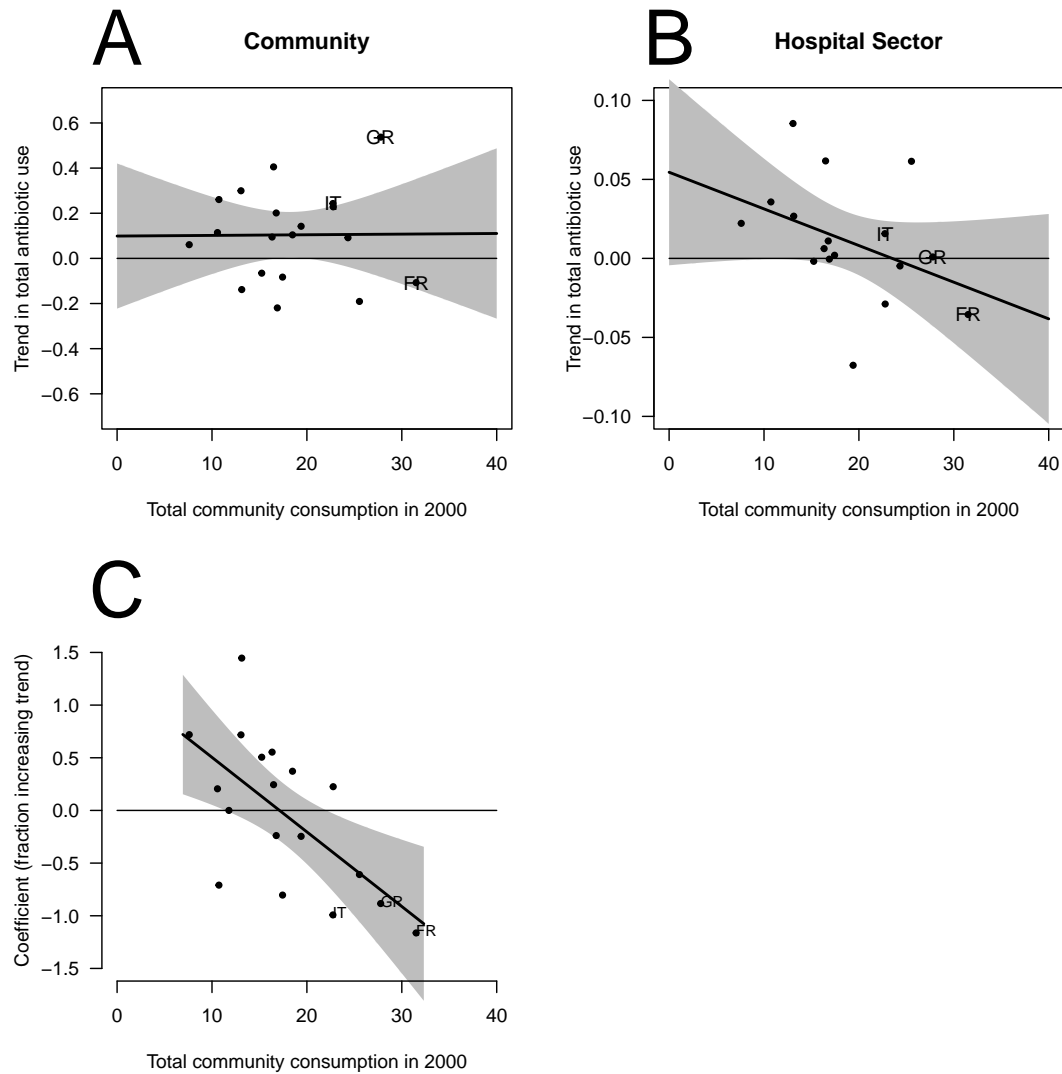 A
Community
Trend in total antibiotic use
0.6
0.4
0.2
0.0
−0.2
−0.4
−0.6
GR
IT
FR
0 10 20 30 40
Total community consumption in 2000
B
Hospital Sector
Trend in total antibiotic use
0.10
0.05
0.00
−0.05
−0.10
IT
GR
FR
0 10 20 30 40
Total community consumption in 2000
C
Coefficient (fraction increasing trend)
1.5
1.0
0.5
0.0
−0.5
−1.0
−1.5
GR
IT
FR
0 10 20 30 40
Total community consumption in 2000